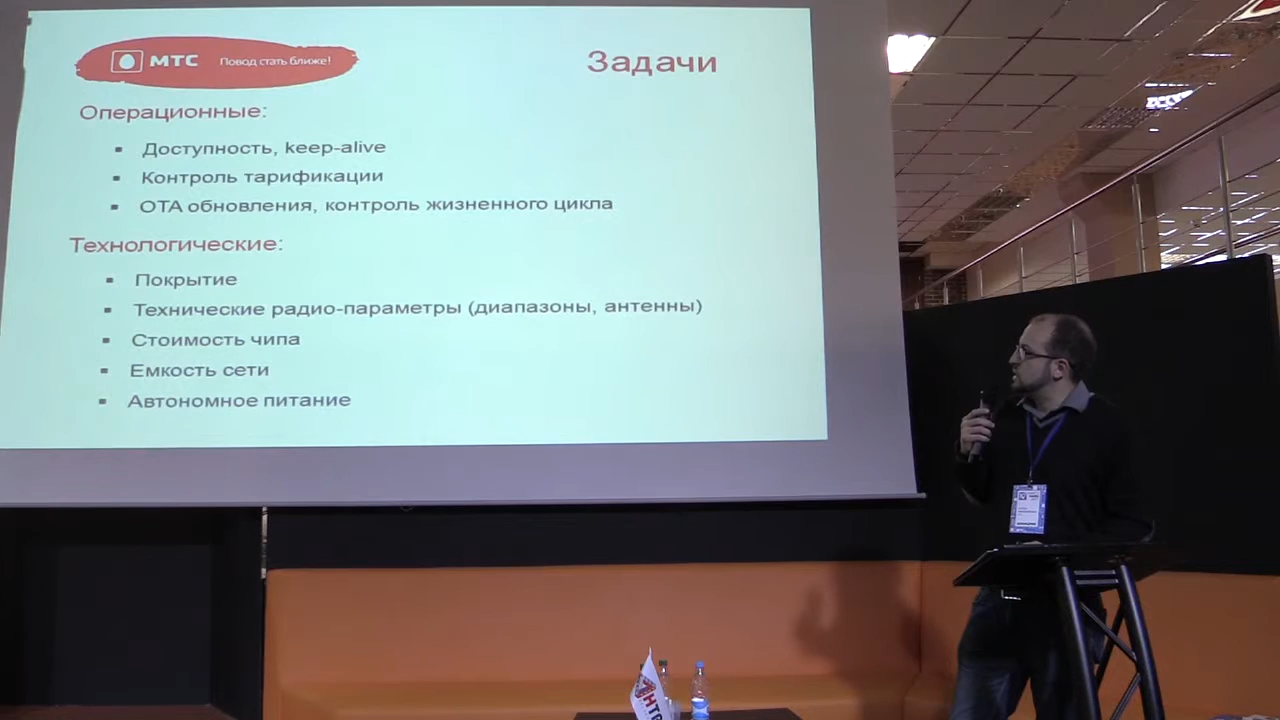 МТС Повод стать ближе!
Задачи
Операционные:
Доступность, keep-alive
Контроль тарификации
ОТА обновления, контроль жизненного цикла
Технологические:
Покрытие
Технические радио-параметры (диапазоны, антенны)
Стоимость чипа
Емкость сети
Автономное питание